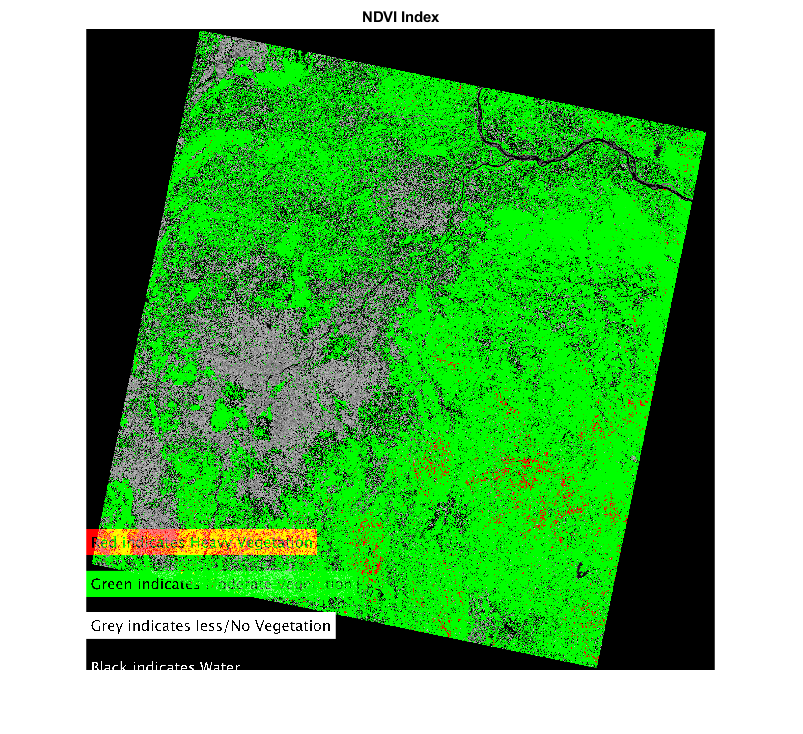 NDVI Index
Red indicates Heavy Vegetation
Green indicates Moderate Vegetation
Grey indicates less/No Vegetation
Black indicates Water